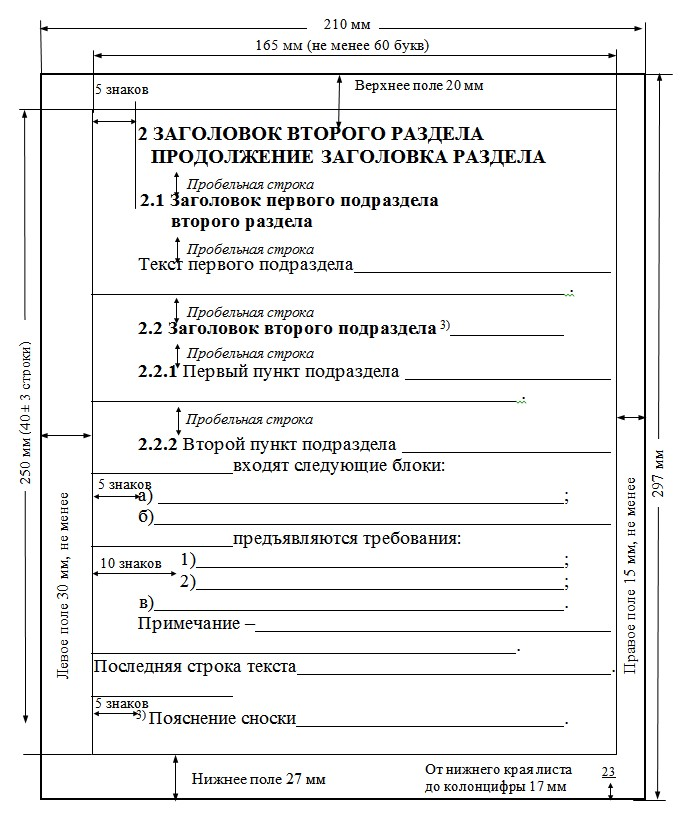 210 мм
165 мм (не менее 60 букв)
5 знаков
Верхнее поле 20 мм
2 ЗАГОЛОВОК ВТОРОГО РАЗДЕЛА
ПРОДОЛЖЕНИЕ ЗАГОЛОВКА РАЗДЕЛА
Пробельная строка
2.1 Заголовок первого подраздела
второго раздела
Пробельная строка
Текст первого подраздела
.
Пробельная строка
2.2 Заголовок второго подраздела 3)
Пробельная строка
2.2.1 Первый пункт подраздела
.
Пробельная строка
2.2.2 Второй пункт подраздела
входят следующие блоки:
5 знаков
а) ;
б)
предъявляются требования:
10 знаков
1) ;
2) ;
в) .
Примечание –
.
Последняя строка текста .
5 знаков
3) Пояснение сноски .
Нижнее поле 27 мм
От нижнего края листа
до колонцифры 17 мм
23
250 мм (40 ± 3 строки)
Левое поле 30 мм, не менее
Правое поле 15 мм, не менее
297 мм